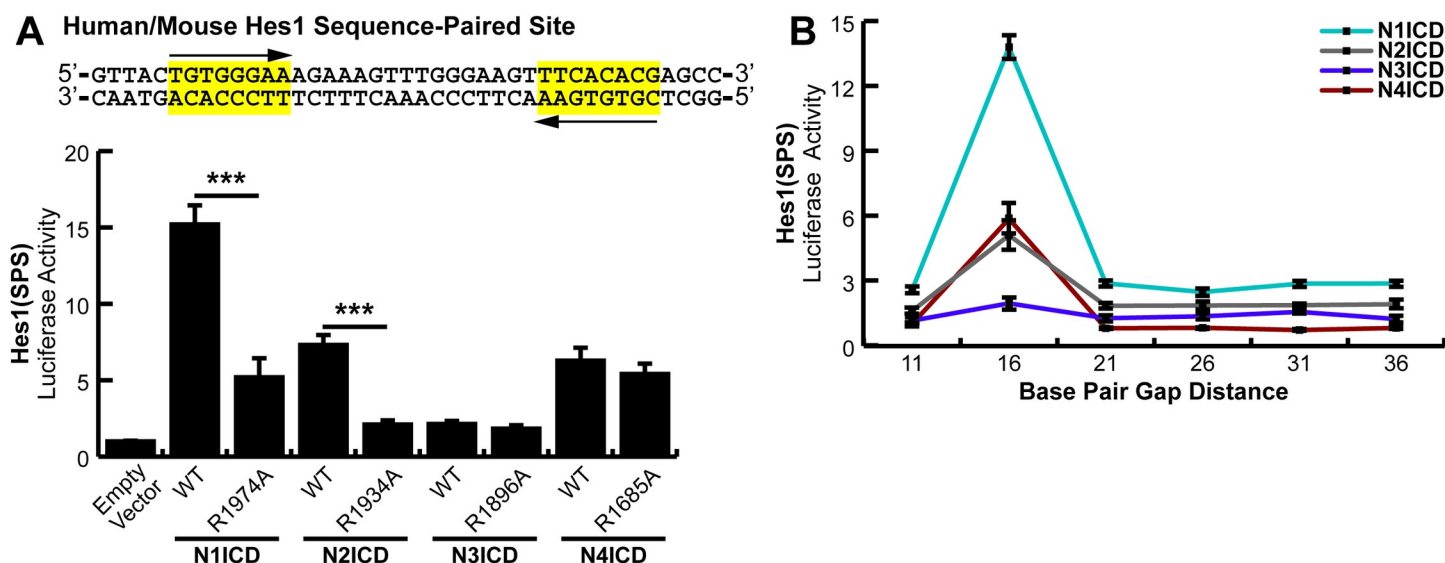 A
Human/Mouse Hes1 Sequence-Paired Site
5’-GTTACTGTGGGAAAGAAAGTTTGGGAAGTTTCACACGAGCC-3’
3’-CAATGACACCCTTTCTTTCAAACCCTTCAAAGTGTGCTCGG-5’
Hes1(SPS)
Luciferase Activity
20
15
10
5
0
***
***
Empty
Vector
WT
R1974A
WT
R1934A
WT
R1896A
WT
R1685A
N1ICD
N2ICD
N3ICD
N4ICD
B
Hes1(SPS)
Luciferase Activity
15
12
9
6
3
0
11
16
21
26
31
36
Base Pair Gap Distance
N1ICD
N2ICD
N3ICD
N4ICD